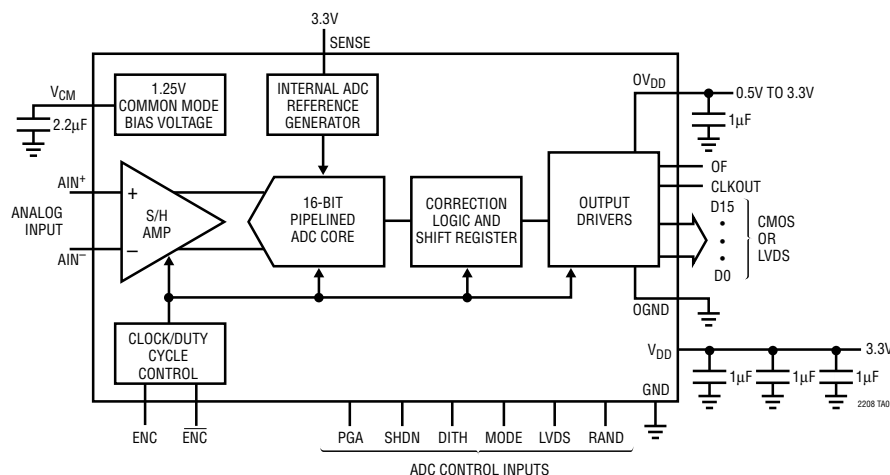 3.3V
SENSE
VCM
2.2µF
1.25V
COMMON MODE
BIAS VOLTAGE
INTERNAL ADC
REFERENCE
GENERATOR
OVDD
0.5V TO 3.3V
1µF
AIN+
ANALOG
INPUT
AIN–
+
–
S/H
AMP
16-BIT
PIPELINED
ADC CORE
CORRECTION
LOGIC AND
SHIFT REGISTER
OUTPUT
DRIVERS
OF
CLKOUT
D15
•
•
•
D0
CMOS
OR
LVDS
OGND
CLOCK/DUTY
CYCLE
CONTROL
VDD
3.3V
1µF
1µF
1µF
GND
2208 TA0
ENC
ENC
PGA
SHDN
DITH
MODE
LVDS
RAND
ADC CONTROL INPUTS